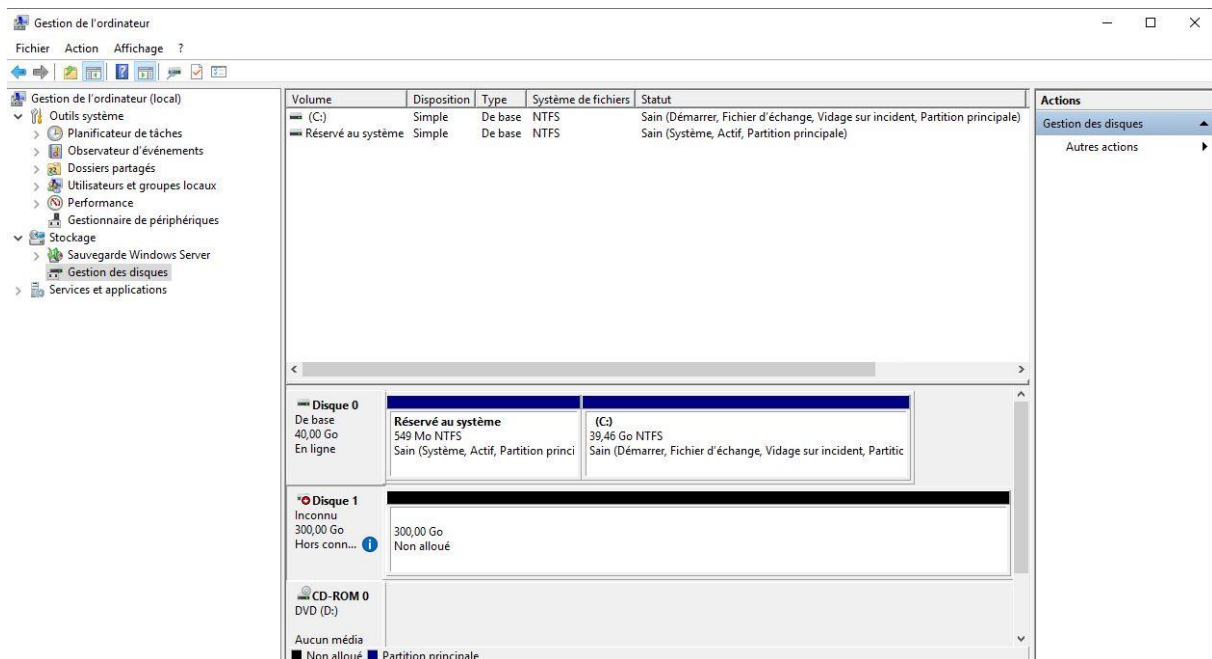 Gestion de l'ordinateur
Fichier Action Affichage ?
Gestion de l'ordinateur (local)
Outils système
Planificateur de tâches
Observateur d'événements
Dossiers partagés
Utilisateurs et groupes locaux
Performance
Gestionnaire de périphériques
Stockage
Sauvegarde Windows Server
Gestion des disques
Services et applications
Volume Disposition Type Système de fichiers Statut
(C:) Simple De base NTFS Sain (Démarrer, Fichier d'échange, Vidage sur incident, Partition principale)
Réservé au système Simple De base NTFS Sain (Système, Actif, Partition principale)
Disque 0
De base
40,00 Go
En ligne
Réservé au système
549 Mo NTFS
Sain (Système, Actif, Partition princi
(C:)
39,46 Go NTFS
Sain (Démarrer, Fichier d'échange, Vidage sur incident, Partitic
Disque 1
Inconnu
300,00 Go
Hors conn...
300,00 Go
Non alloué
CD-ROM 0
DVD (D:)
Aucun média
Non alloué Partition principale
Actions
Gestion des disques
Autres actions